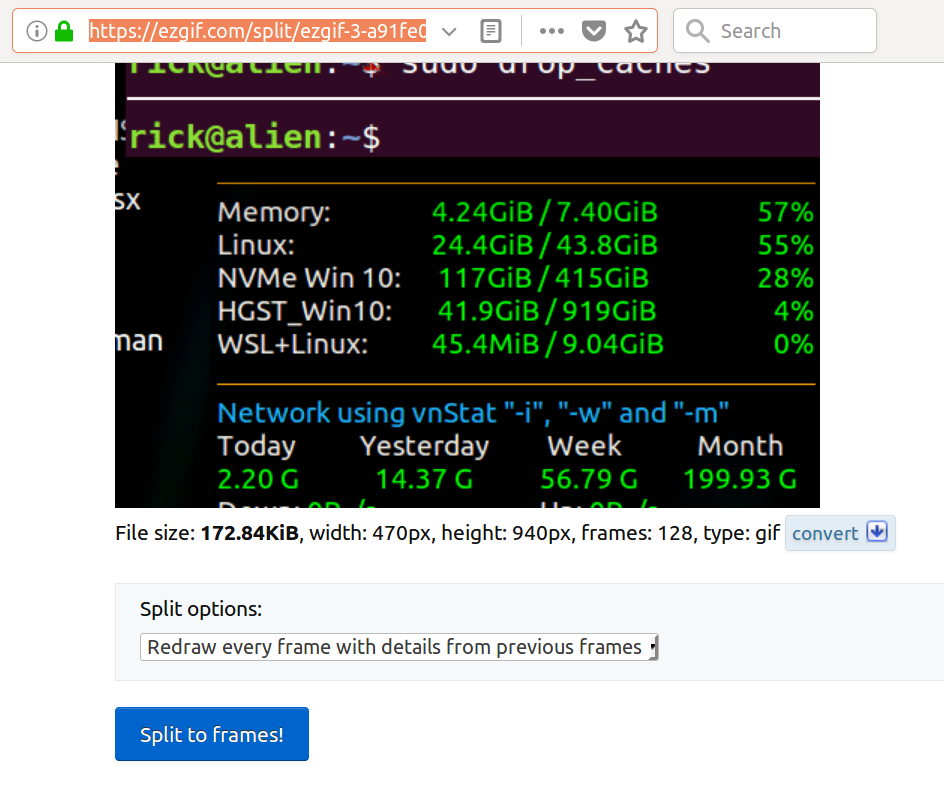 https://ezgif.com/split/ezgif-3-a91fe0
Search
rick@alien:~$ sudo drop_caches
rick@alien:~$
sx
Memory: 4.24GiB / 7.40GiB 57%
Linux: 24.4GiB / 43.8GiB 55%
NVMe Win 10: 117GiB / 415GiB 28%
HGST_Win10: 41.9GiB / 919GiB 4%
man
WSL+Linux: 45.4MiB / 9.04GiB 0%
Network using vnStat "-i", "-w" and "-m"
Today Yesterday Week Month
2.20 G 14.37 G 56.79 G 199.93 G
File size: 172.84KiB, width: 470px, height: 940px, frames: 128, type: gif convert
Split options:
Redraw every frame with details from previous frames
Split to frames!